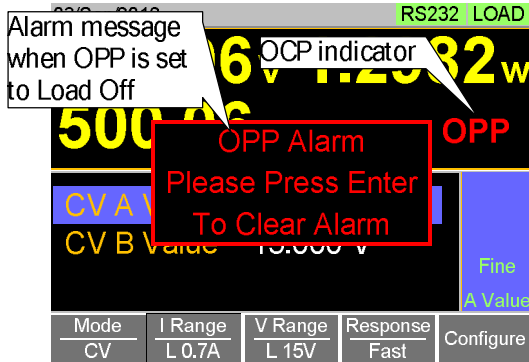 Alarm message
when OPP is set
to Load Off
OCP indicator
RS232 LOAD
OPP
OPP Alarm
Please Press Enter
To Clear Alarm
CV A
CV B Value
Fine
A Value
Mode
CV
I Range
L 0.7A
V Range
L 15V
Response
Fast
Configure